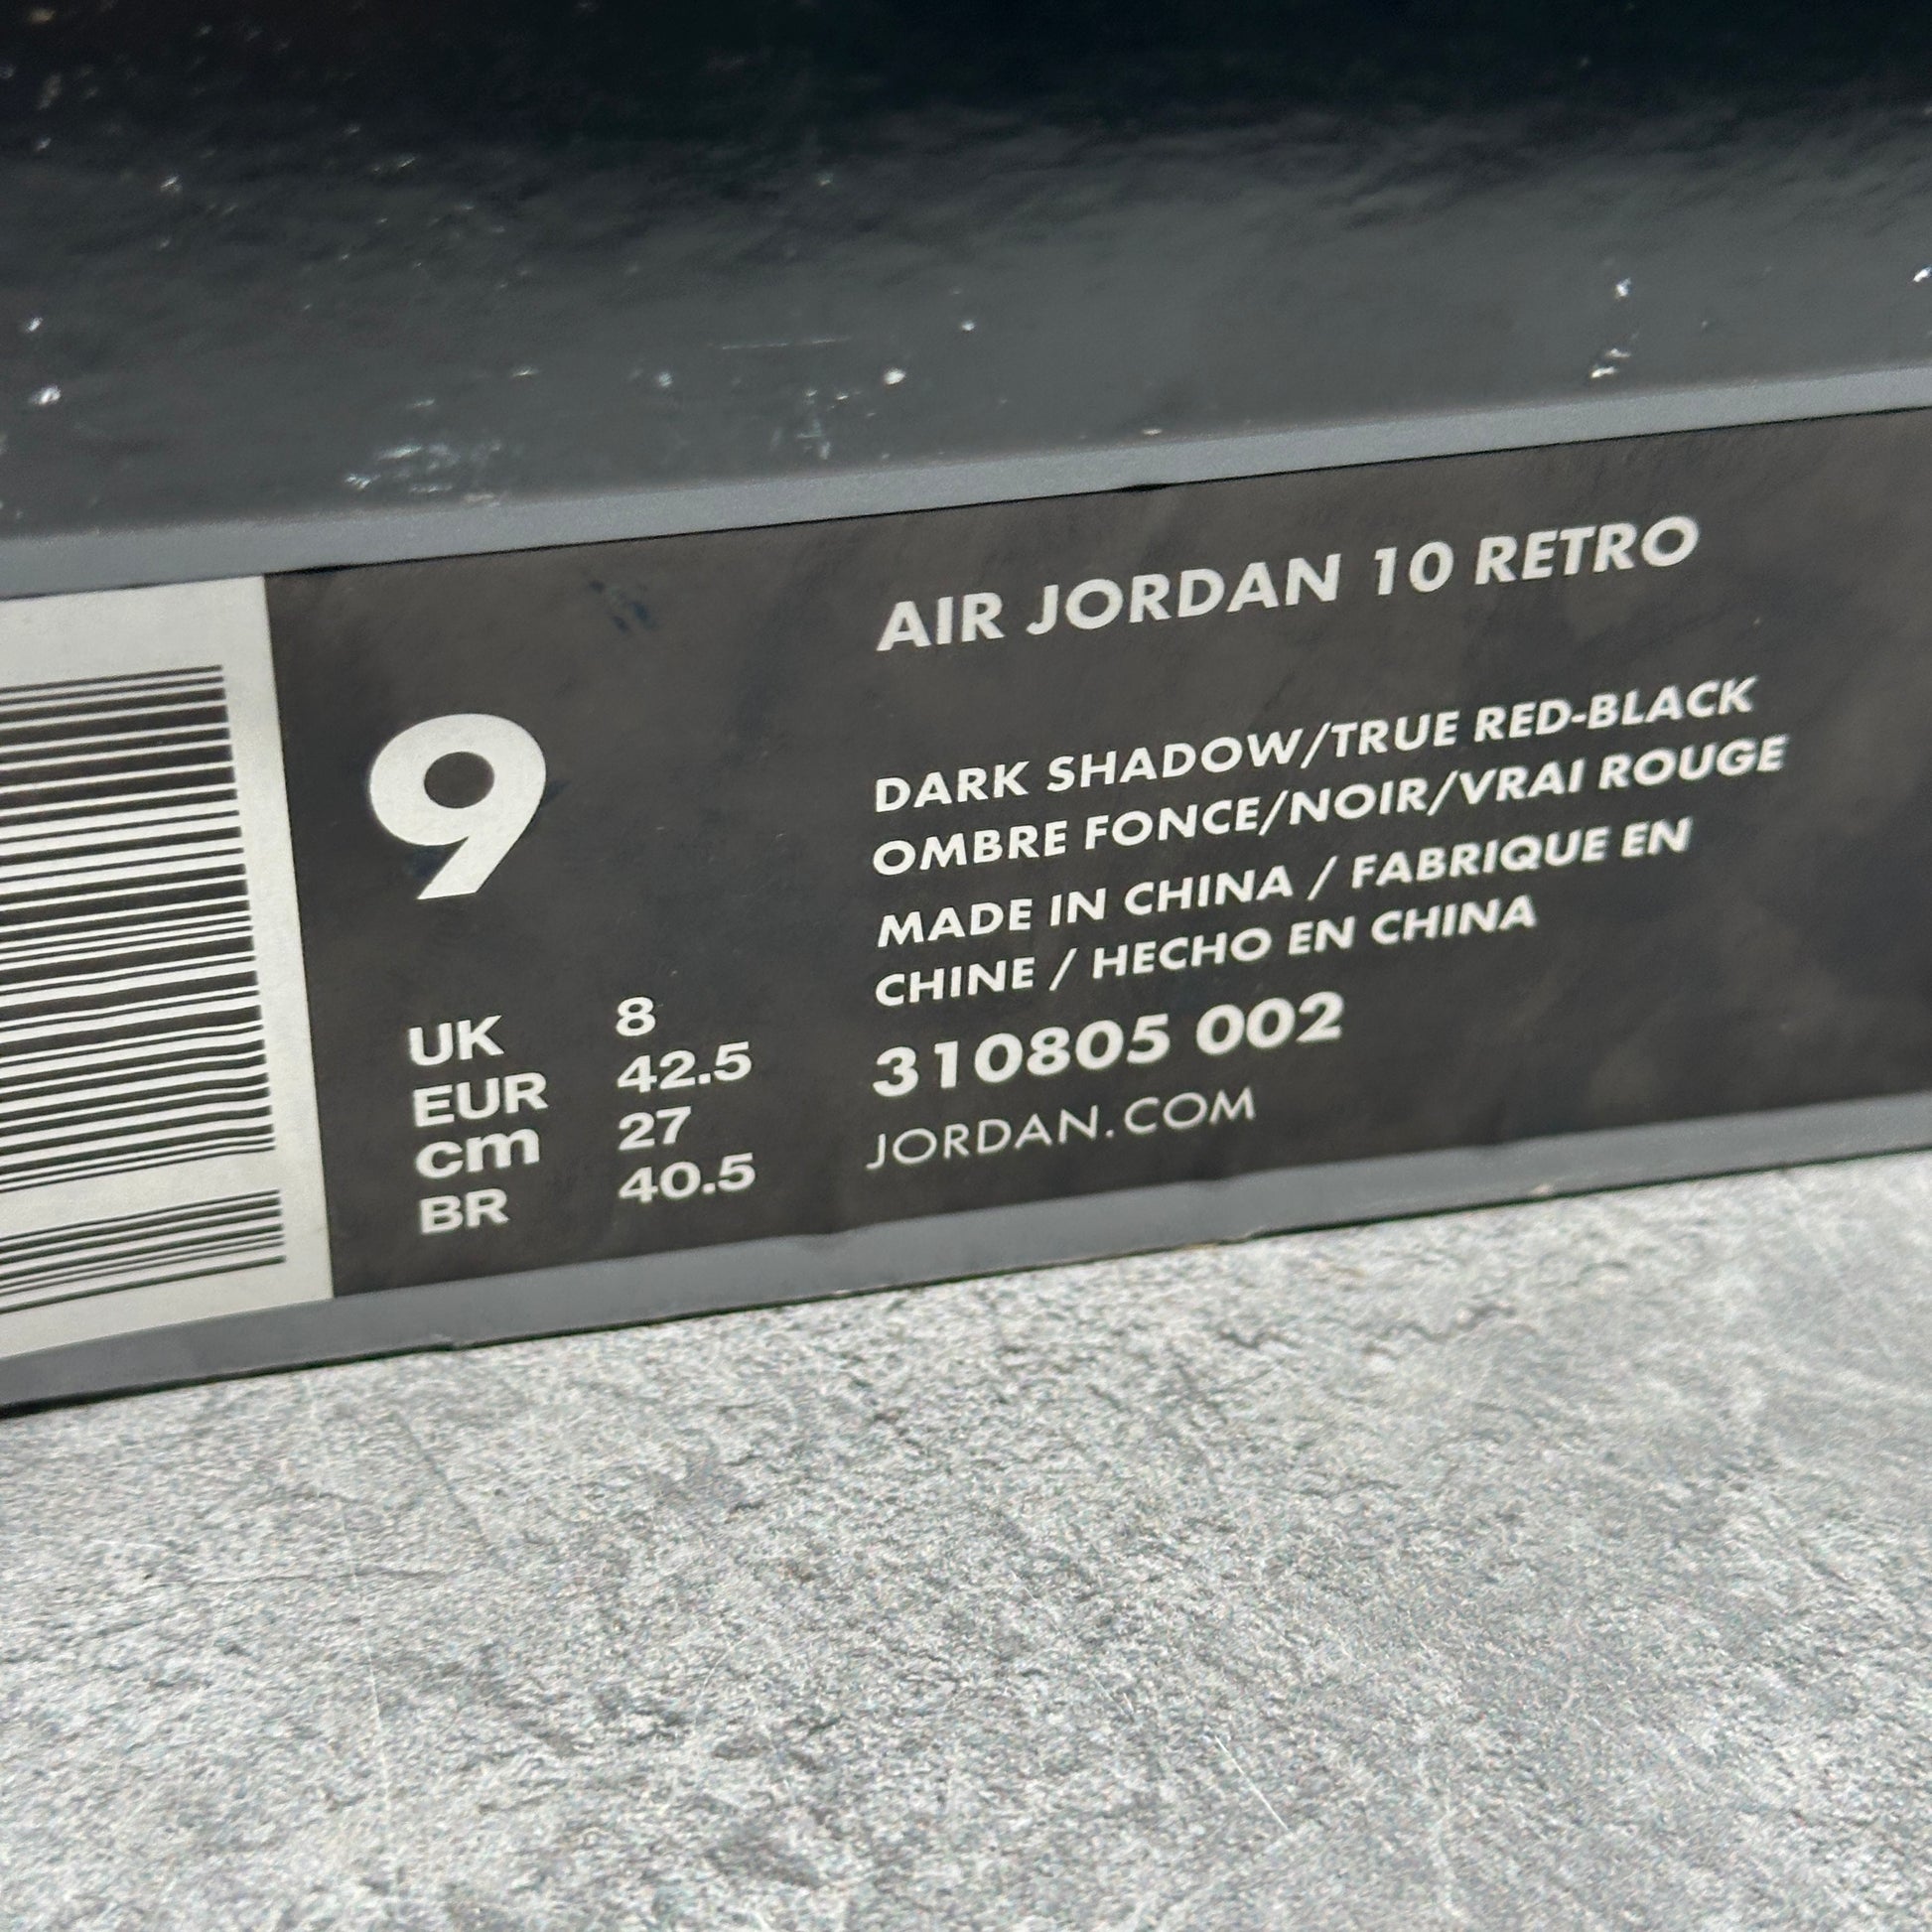 9
UK 8
EUR 42.5
cm 27
BR 40.5
AIR JORDAN 10 RETRO
DARK SHADOW/TRUE RED-BLACK
OMBRE FONCE/NOIR/VRAI ROUGE
MADE IN CHINA / FABRIQUE EN
CHINE / HECHO EN CHINA
310805 002
JORDAN.COM